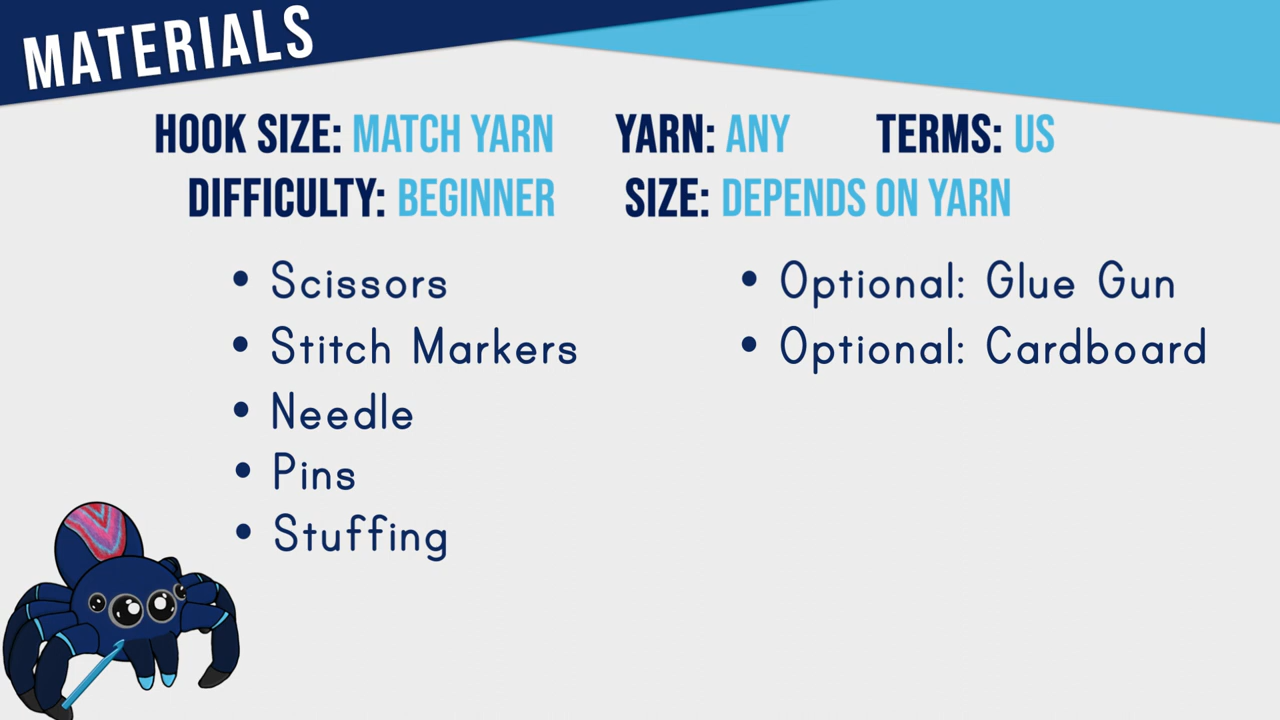 MATERIALS
HOOK SIZE: MATCH YARN YARN: ANY TERMS: US
DIFFICULTY: BEGINNER SIZE: DEPENDS ON YARN
• Scissors
• Stitch Markers
• Needle
• Pins
• Stuffing
• Optional: Glue Gun
• Optional: Cardboard